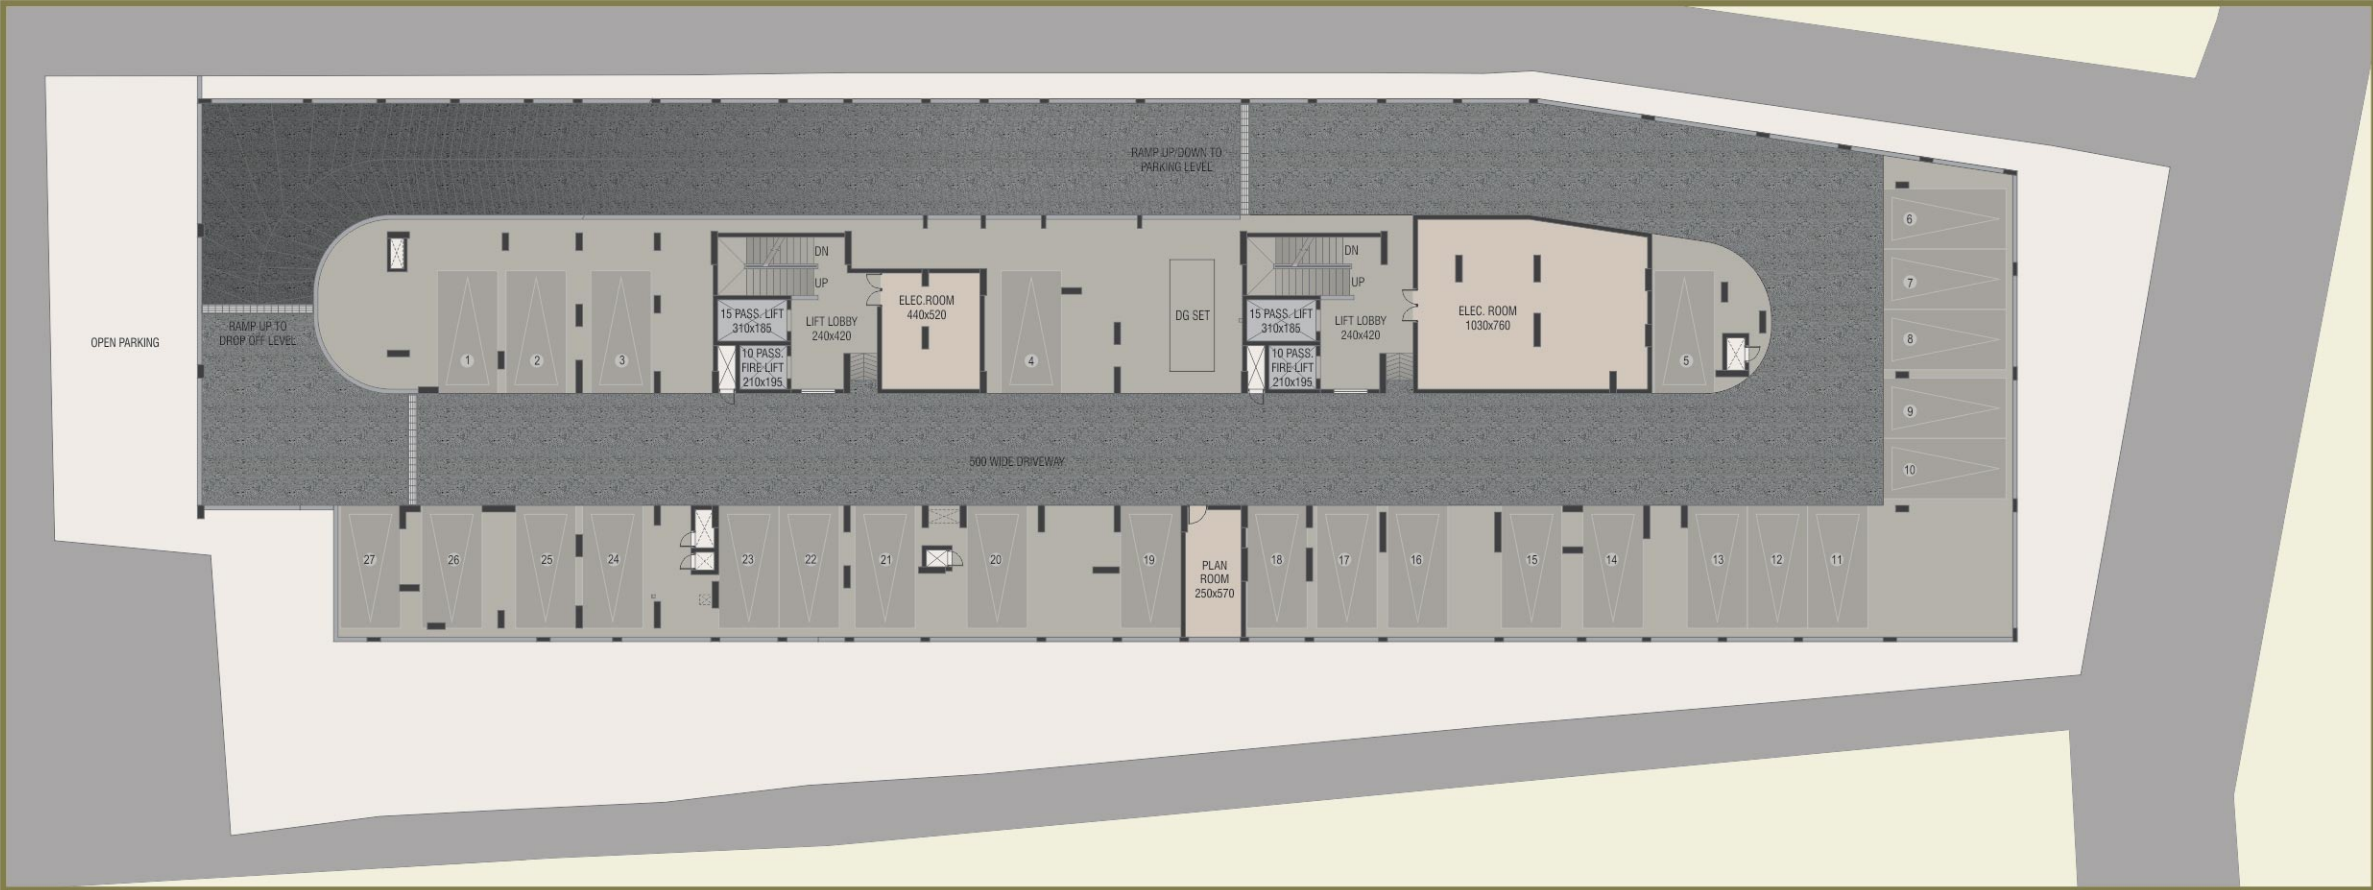 RAMP UP/DOWN TO
PARKING LEVEL
OPEN PARKING
RAMP UP TO
DROP OFF LEVEL
1
2
3
DN
UP
15 PASS. LIFT
310x185
10 PASS.
FIRE LIFT
210x195
LIFT LOBBY
240x420
ELEC.ROOM
440x520
4
DG SET
DN
UP
15 PASS. LIFT
310x185
10 PASS.
FIRE LIFT
210x195
LIFT LOBBY
240x420
ELEC. ROOM
1030x760
5
6
7
8
9
10
500 WIDE DRIVEWAY
27
26
25
24
23
22
21
20
19
PLAN
ROOM
250x570
18
17
16
15
14
13
12
11